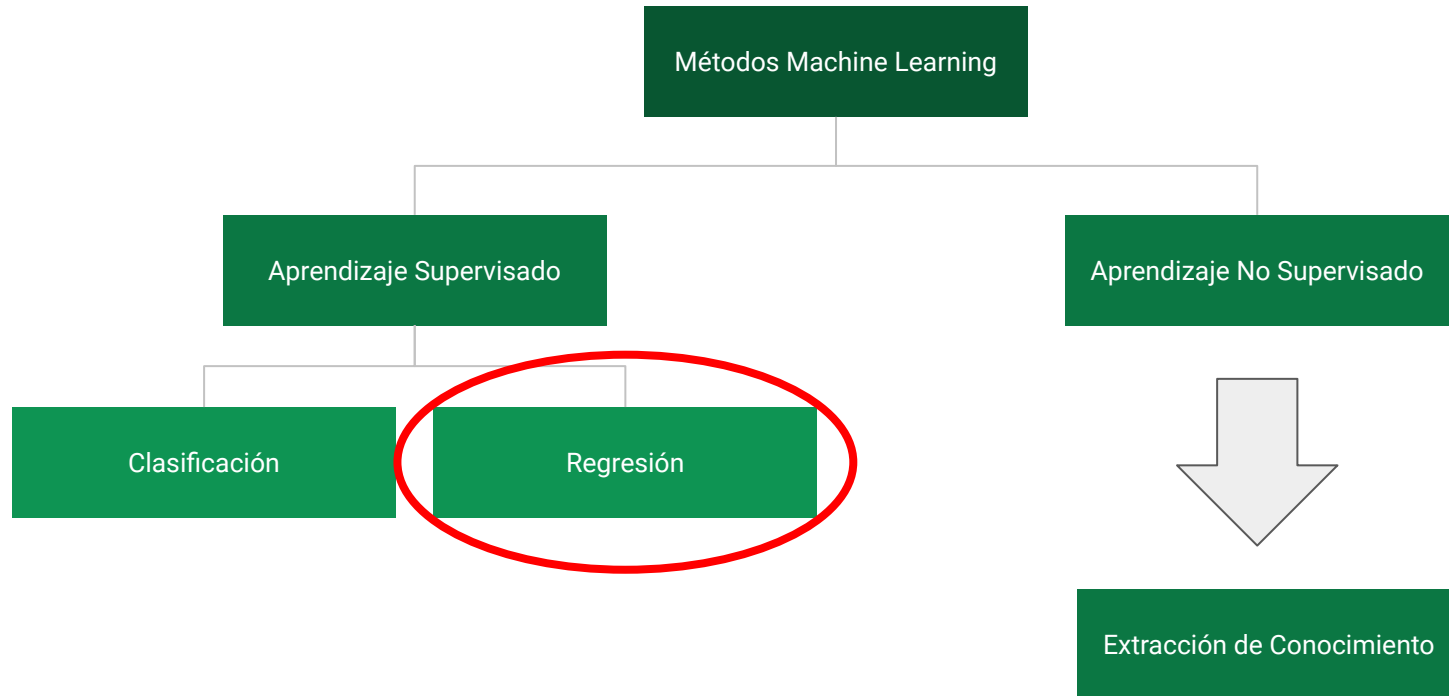 Métodos Machine Learning
Aprendizaje Supervisado
Aprendizaje No Supervisado
Clasificación
Regresión
Extracción de Conocimiento